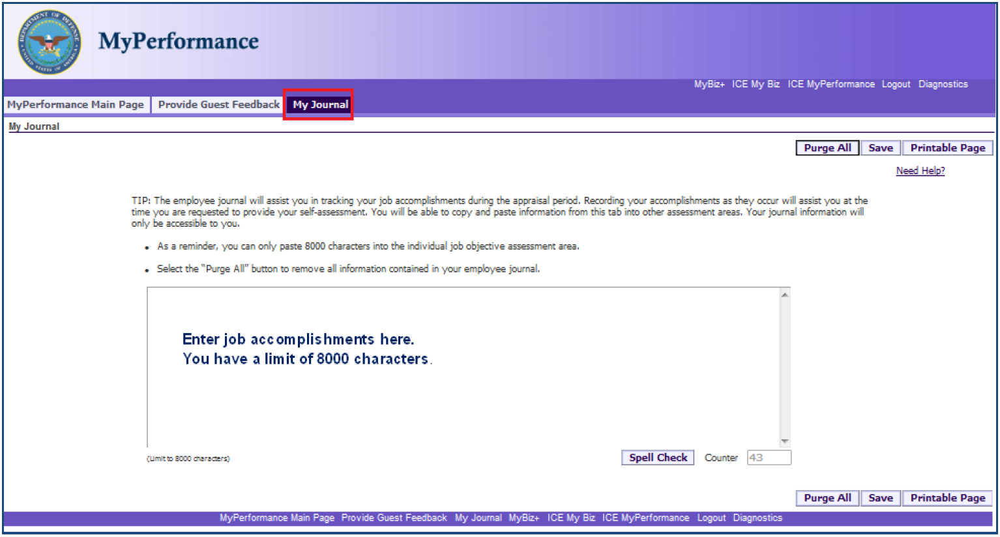 DEPARTMENT OF DEFENSE
UNITED STATES OF AMERICA
MyPerformance
MyBiz+ ICE My Biz ICE MyPerformance Logout Diagnostics
MyPerformance Main Page Provide Guest Feedback My Journal
My Journal
Purge All Save Printable Page
Need Help?
TIP: The employee journal will assist you in tracking your job accomplishments during the appraisal period. Recording your accomplishments as they occur will assist you at the
time you are requested to provide your self-assessment. You will be able to copy and paste information from this tab into other assessment areas. Your journal information will
only be accessible to you.
• As a reminder, you can only paste 8000 characters into the individual job objective assessment area.
• Select the "Purge All" button to remove all information contained in your employee journal.
Enter job accomplishments here.
You have a limit of 8000 characters.
(Limit to 8000 characters) Spell Check Counter 43
Purge All Save Printable Page
MyPerformance Main Page Provide Guest Feedback My Journal MyBiz+ ICE My Biz ICE MyPerformance Logout Diagnostics